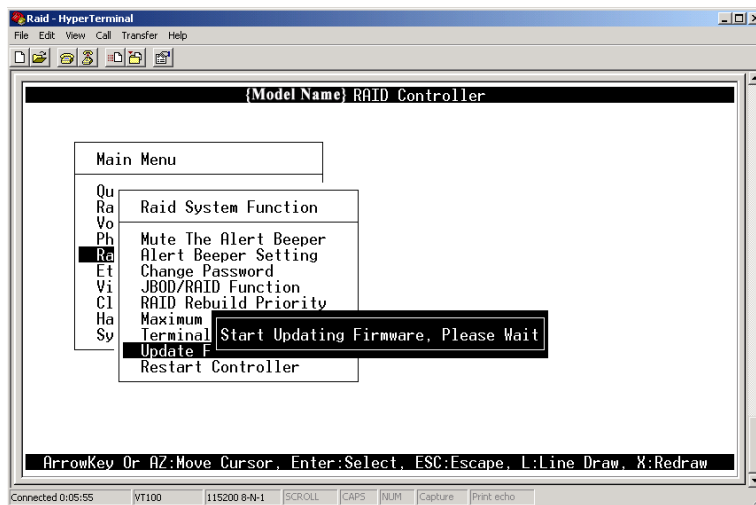 Raid - HyperTerminal
File Edit View Call Transfer Help
{Model Name} RAID Controller
Main Menu
Qu
Ra
Vo
Ph
Ra
Et
Vi
Cl
Ha
Sy
Raid System Function
Mute The Alert Beeper
Alert Beeper Setting
Change Password
JBOD/RAID Function
RAID Rebuild Priority
Maximum
Terminal
Update F
Restart Controller
Start Updating Firmware, Please Wait
ArrowKey Or AZ:Move Cursor, Enter:Select, ESC:Escape, L:Line Draw, X:Redraw
Connected 0:05:55 VT100 115200 8-N-1 SCROLL CAPS NUM Capture Print echo